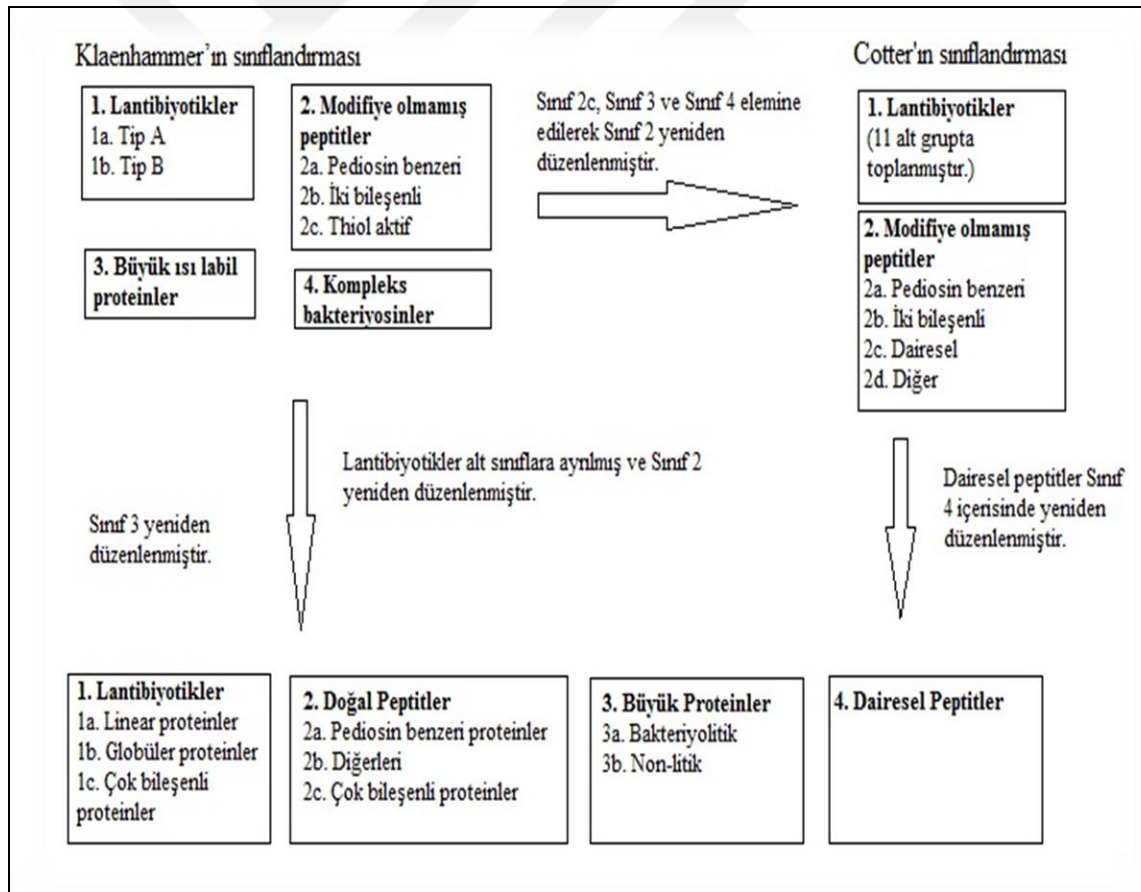 Klaenhammer'ın sınıflandırması
1. Lantibiyotikler
1a. Tip A
1b. Tip B
2. Modifiye olmamış
peptitler
2a. Pediosin benzeri
2b. İki bileşenli
2c. Thiol aktif
3. Büyük ısı labil
proteinler
4. Kompleks
bakteriyosinler
Sınıf 2c, Sınıf 3 ve Sınıf 4 elemine
edilerek Sınıf 2 yeniden
düzenlenmiştir.
Cotter'ın sınıflandırması
1. Lantibiyotikler
(11 alt grupta
toplanmıştır.)
2. Modifiye olmamış
peptitler
2a. Pediosin benzeri
2b. İki bileşenli
2c. Dairesel
2d. Diğer
Sınıf 3 yeniden
düzenlenmiştir.
Lantibiyotikler alt sınıflara ayrılmış ve Sınıf 2
yeniden düzenlenmiştir.
Dairesel peptitler Sınıf
4 içerisinde yeniden
düzenlenmiştir.
1. Lantibiyotikler
1a. Linear proteinler
1b. Globüler proteinler
1c. Çok bileşenli
proteinler
2. Doğal Peptitler
2a. Pediosin benzeri proteinler
2b. Diğerleri
2c. Çok bileşenli proteinler
3. Büyük Proteinler
3a. Bakteriyolitik
3b. Non-litik
4. Dairesel Peptitler